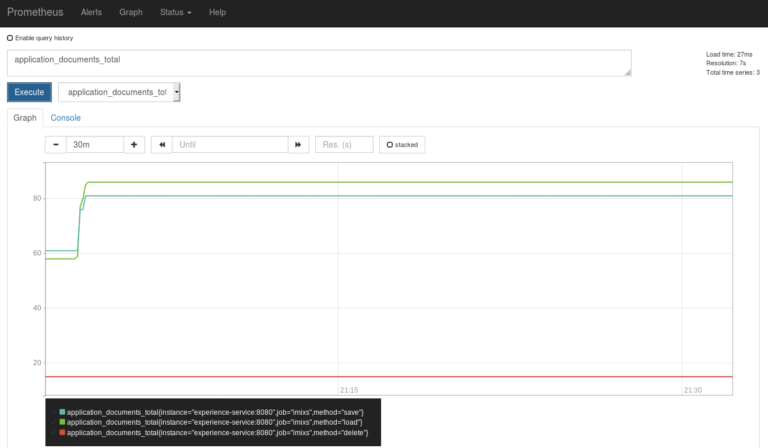 Prometheus Alerts Graph Status Help
Enable query history
application_documents_total
Load time: 27ms
Resolution: 7s
Total time series: 3
Execute application_documents_tot
Graph Console
− 30m + Until Res. (s) stacked
80
60
40
20
21:15 21:30
application_documents_total{instance="experience-service:8080",job="imixs",method="save"}
application_documents_total{instance="experience-service:8080",job="imixs",method="load"}
application_documents_total{instance="experience-service:8080",job="imixs",method="delete"}